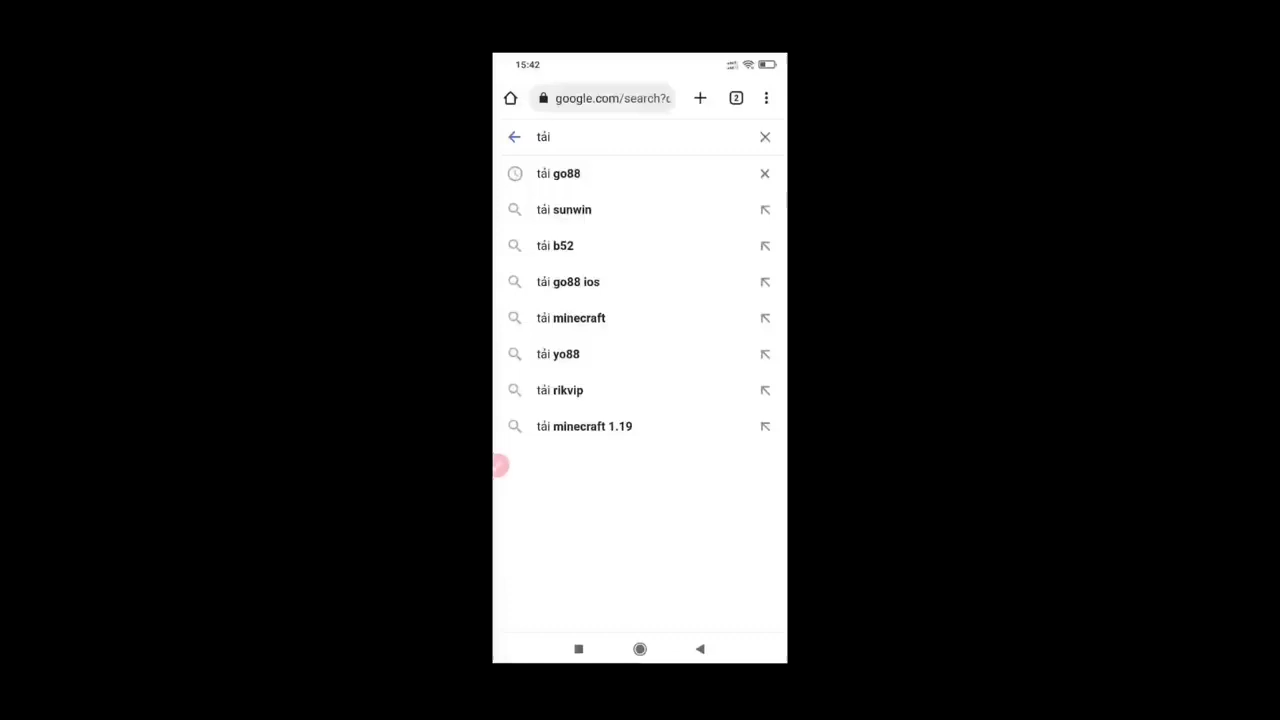 15:42
google.com/search?c
2
tải
tải go88
tải sunwin
tải b52
tải go88 ios
tải minecraft
tải yo88
tải rikvip
tải minecraft 1.19